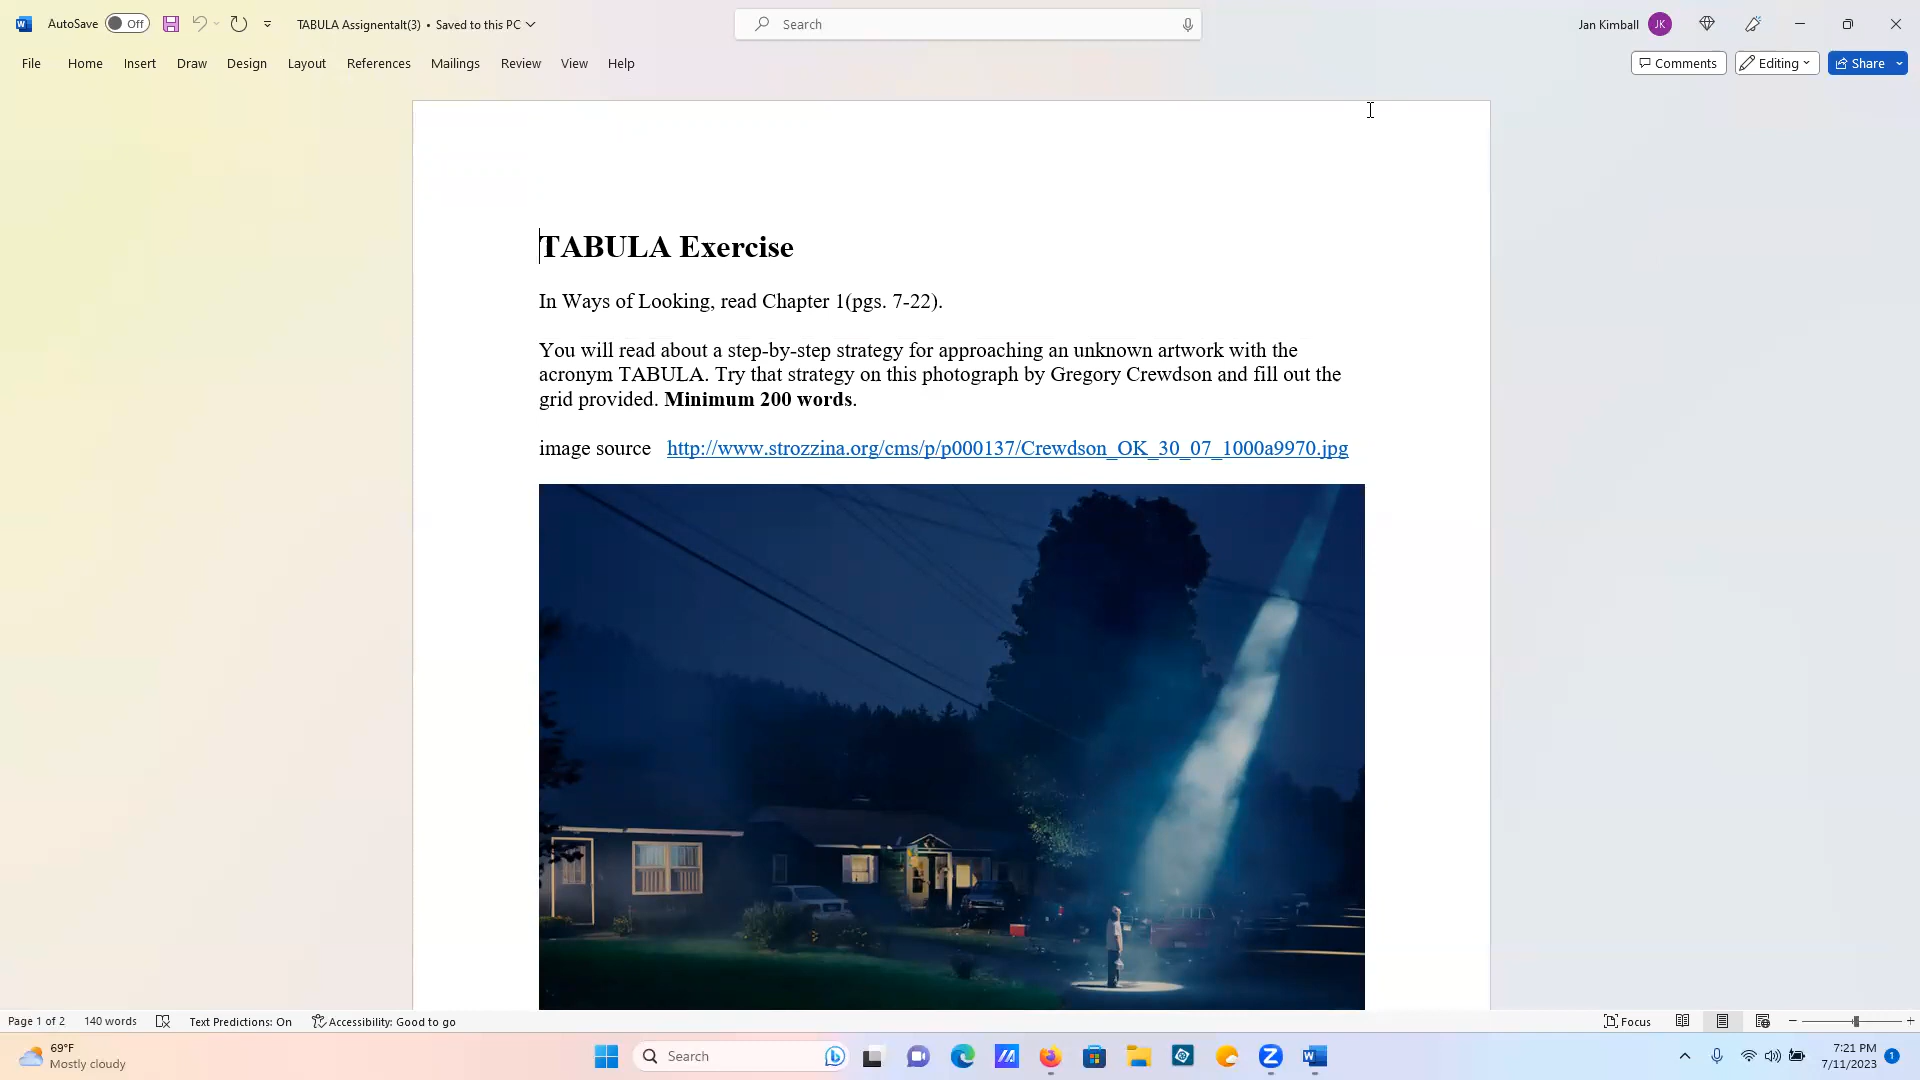 AutoSave Off TABULA Assignentalt(3) • Saved to this PC Search Jan Kimball JK
File Home Insert Draw Design Layout References Mailings Review View Help Comments Editing Share
TABULA Exercise
In Ways of Looking, read Chapter 1(pgs. 7-22).
You will read about a step-by-step strategy for approaching an unknown artwork with the
acronym TABULA. Try that strategy on this photograph by Gregory Crewdson and fill out the
grid provided. Minimum 200 words.
image source http://www.strozzina.org/cms/p/p000137/Crewdson_OK_30_07_1000a9970.jpg
Page 1 of 2 140 words Text Predictions: On Accessibility: Good to go Focus
69°F
Mostly cloudy
Search
7:21 PM
7/11/2023
1